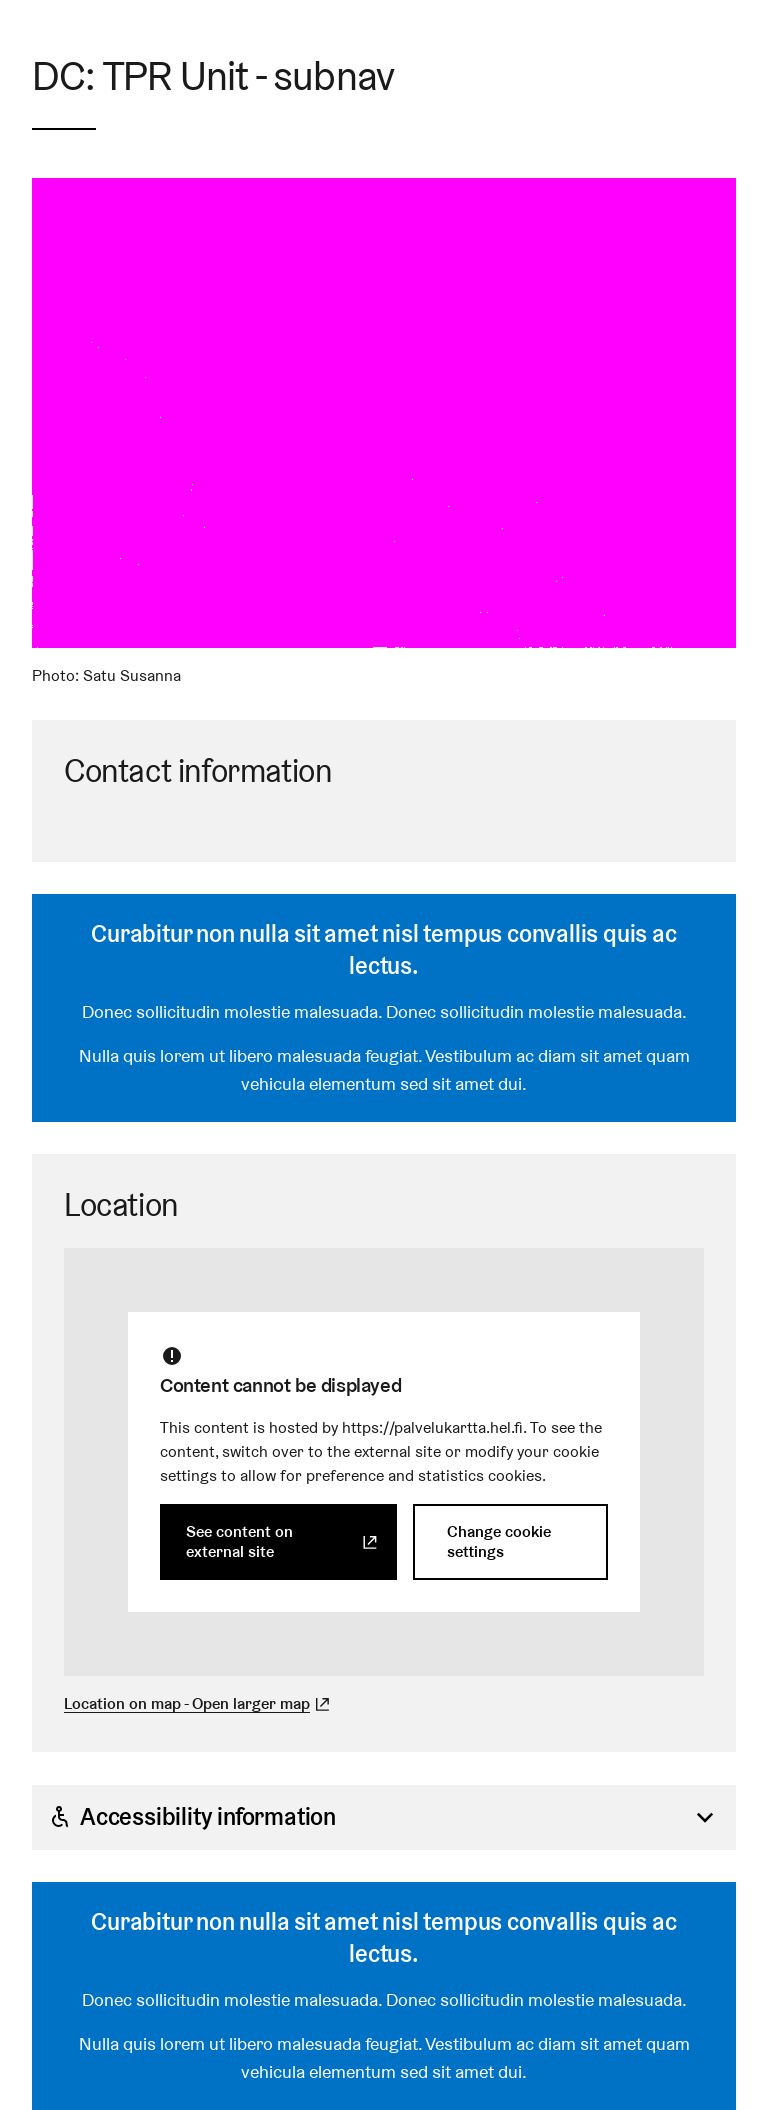 DC: TPR Unit - subnav
Photo: Satu Susanna
Contact information
Curabitur non nulla sit amet nisl tempus convallis quis ac
lectus.
Donec sollicitudin molestie malesuada. Donec sollicitudin molestie malesuada.
Nulla quis lorem ut libero malesuada feugiat. Vestibulum ac diam sit amet quam
vehicula elementum sed sit amet dui.
Location
Content cannot be displayed
This content is hosted by https://palvelukartta.hel.fi. To see the
content, switch over to the external site or modify your cookie
settings to allow for preference and statistics cookies.
See content on
external site
Change cookie
settings
Location on map - Open larger map
Accessibility information
Curabitur non nulla sit amet nisl tempus convallis quis ac
lectus.
Donec sollicitudin molestie malesuada. Donec sollicitudin molestie malesuada.
Nulla quis lorem ut libero malesuada feugiat. Vestibulum ac diam sit amet quam
vehicula elementum sed sit amet dui.